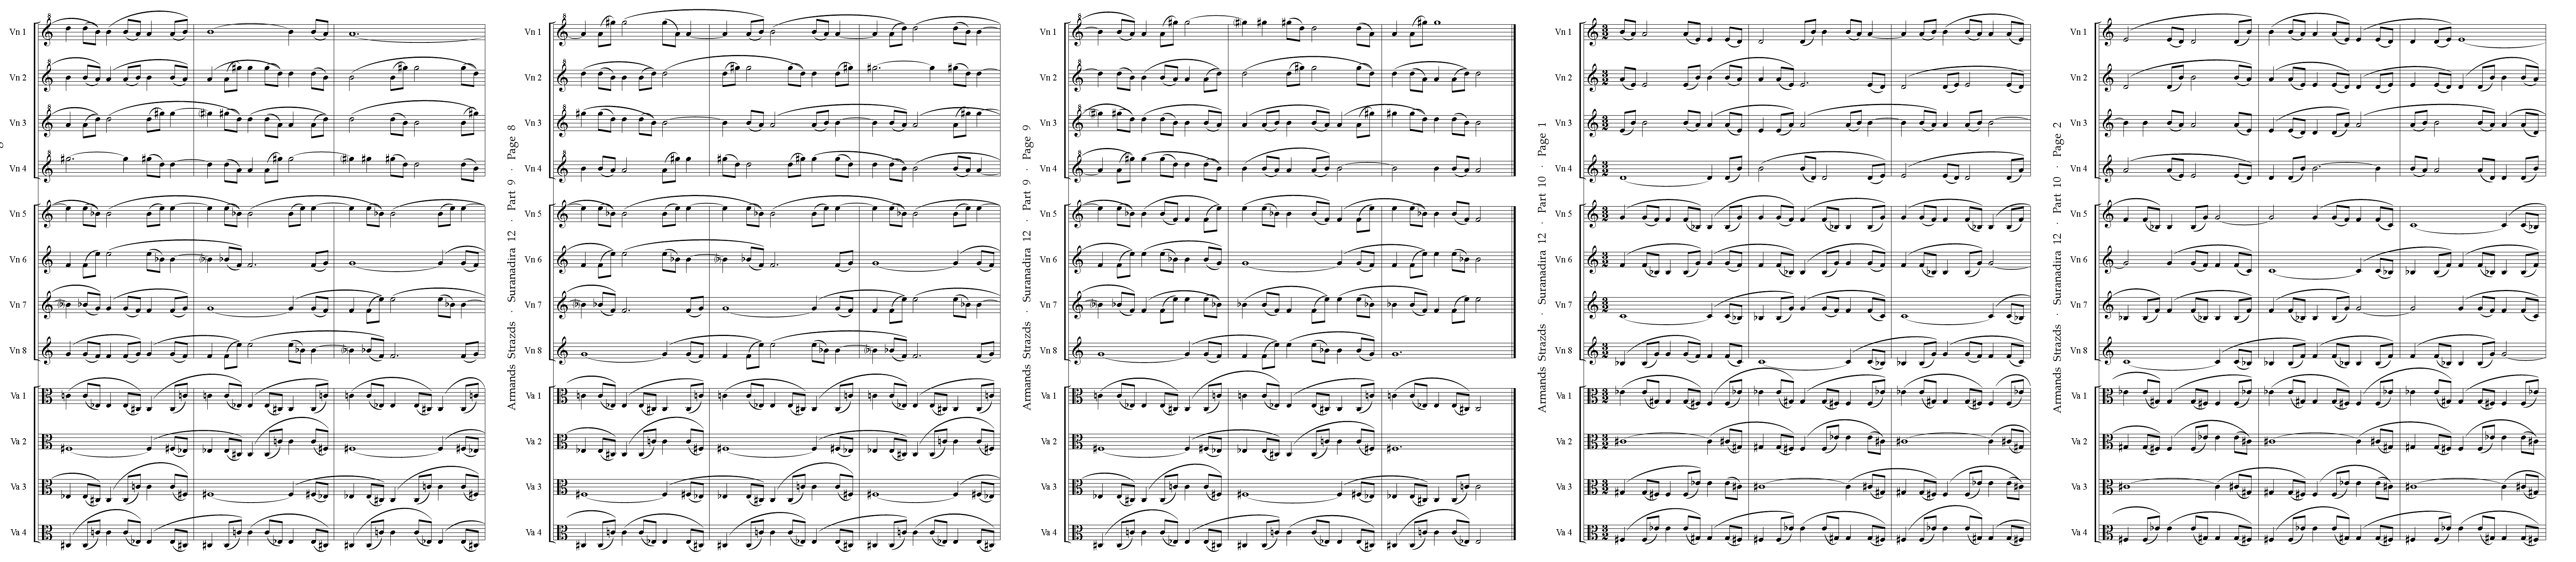 Vn 1
Vn 2
Vn 3
Vn 4
Vn 5
Vn 6
Vn 7
Vn 8
Va 1
Va 2
Va 3
Va 4
Armands Strazds · Suranadira 12 · Part 9 · Page 8
Vn 1
Vn 2
Vn 3
Vn 4
Vn 5
Vn 6
Vn 7
Vn 8
Va 1
Va 2
Va 3
Va 4
Armands Strazds · Suranadira 12 · Part 9 · Page 9
Vn 1
Vn 2
Vn 3
Vn 4
Vn 5
Vn 6
Vn 7
Vn 8
Va 1
Va 2
Va 3
Va 4
Armands Strazds · Suranadira 12 · Part 10 · Page 1
Vn 1
Vn 2
Vn 3
Vn 4
Vn 5
Vn 6
Vn 7
Vn 8
Va 1
Va 2
Va 3
Va 4
Armands Strazds · Suranadira 12 · Part 10 · Page 2
Vn 1
Vn 2
Vn 3
Vn 4
Vn 5
Vn 6
Vn 7
Vn 8
Va 1
Va 2
Va 3
Va 4